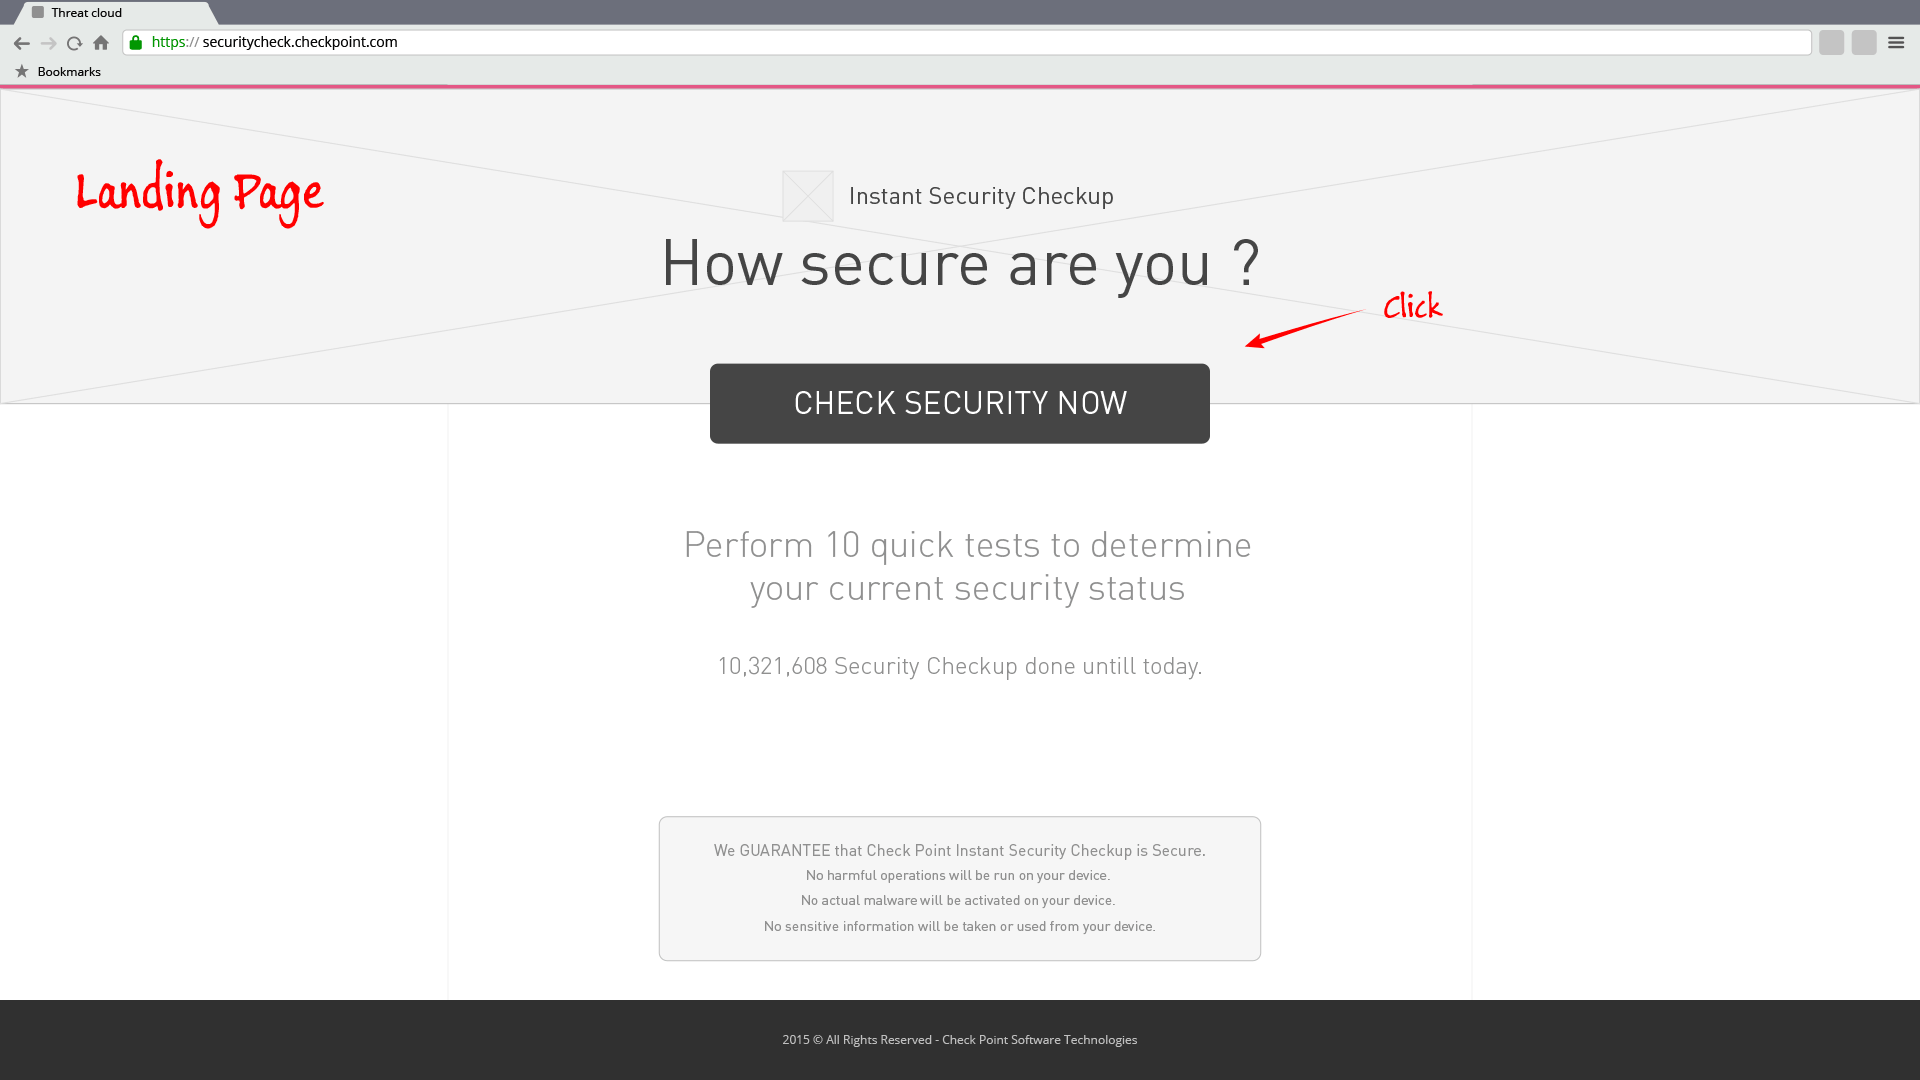 Threat cloud
https:// securitycheck.checkpoint.com
Bookmarks
Landing Page
Instant Security Checkup
How secure are you ?
Click
CHECK SECURITY NOW
Perform 10 quick tests to determine
your current security status
10,321,608 Security Checkup done untill today.
We GUARANTEE that Check Point Instant Security Checkup is Secure.
No harmful operations will be run on your device.
No actual malware will be activated on your device.
No sensitive information will be taken or used from your device.
2015 © All Rights Reserved - Check Point Software Technologies